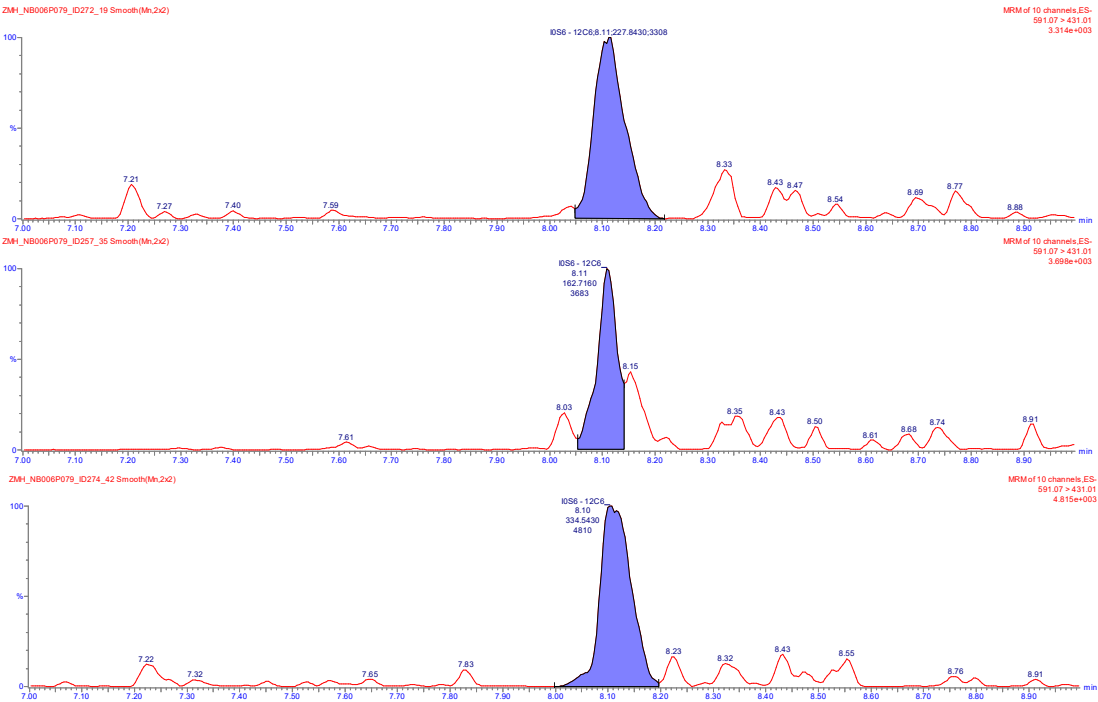 ZMH_NB006P079_ID272_19 Smooth(Mn,2x2)
MRM of 10 channels,ES-
591.07 > 431.01
3.314e+003
I0S6 - 12C6;8.11;227.8430;3308
100
%
0
7.21
7.27
7.40
7.59
8.33
8.43
8.47
8.54
8.69
8.77
8.88
7.00 7.10 7.20 7.30 7.40 7.50 7.60 7.70 7.80 7.90 8.00 8.10 8.20 8.30 8.40 8.50 8.60 8.70 8.80 8.90 min
ZMH_NB006P079_ID257_35 Smooth(Mn,2x2)
MRM of 10 channels,ES-
591.07 > 431.01
3.698e+003
I0S6 - 12C6
8.11
162.7160
3683
100
%
0
7.61
8.03
8.15
8.35
8.43
8.50
8.61
8.68
8.74
8.91
7.00 7.10 7.20 7.30 7.40 7.50 7.60 7.70 7.80 7.90 8.00 8.10 8.20 8.30 8.40 8.50 8.60 8.70 8.80 8.90 min
ZMH_NB006P079_ID274_42 Smooth(Mn,2x2)
MRM of 10 channels,ES-
591.07 > 431.01
4.815e+003
I0S6 - 12C6
8.10
334.5430
4810
100
%
0
7.22
7.32
7.65
7.83
8.23
8.32
8.43
8.55
8.76
8.91
7.00 7.10 7.20 7.30 7.40 7.50 7.60 7.70 7.80 7.90 8.00 8.10 8.20 8.30 8.40 8.50 8.60 8.70 8.80 8.90 min